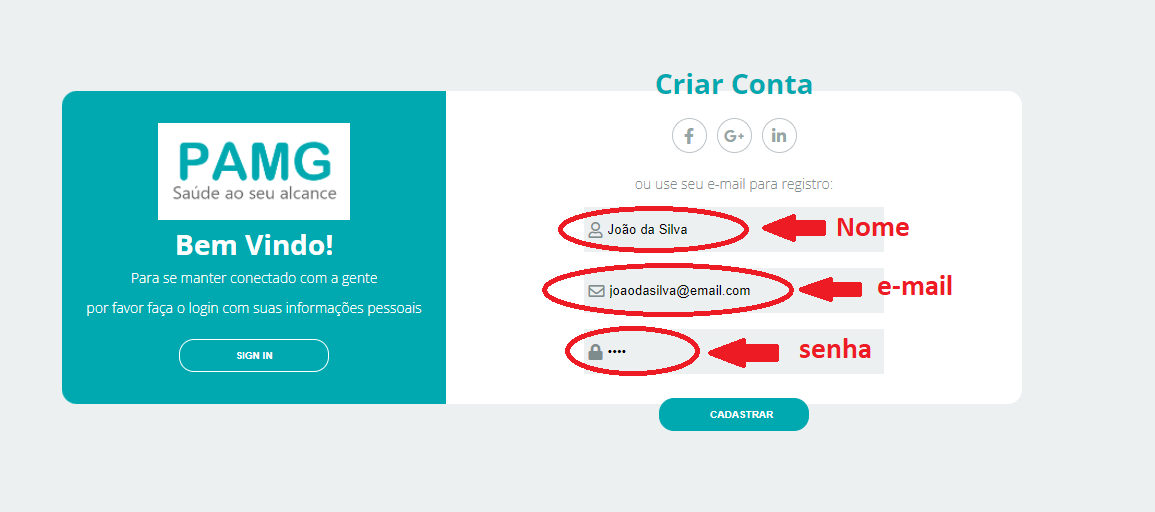 PAMG
Saúde ao seu alcance
Bem Vindo!
Para se manter conectado com a gente
por favor faça o login com suas informações pessoais
SIGN IN
Criar Conta
f G+ in
ou use seu e-mail para registro:
João da Silva Nome
joaodasilva@email.com e-mail
•••• senha
CADASTRAR